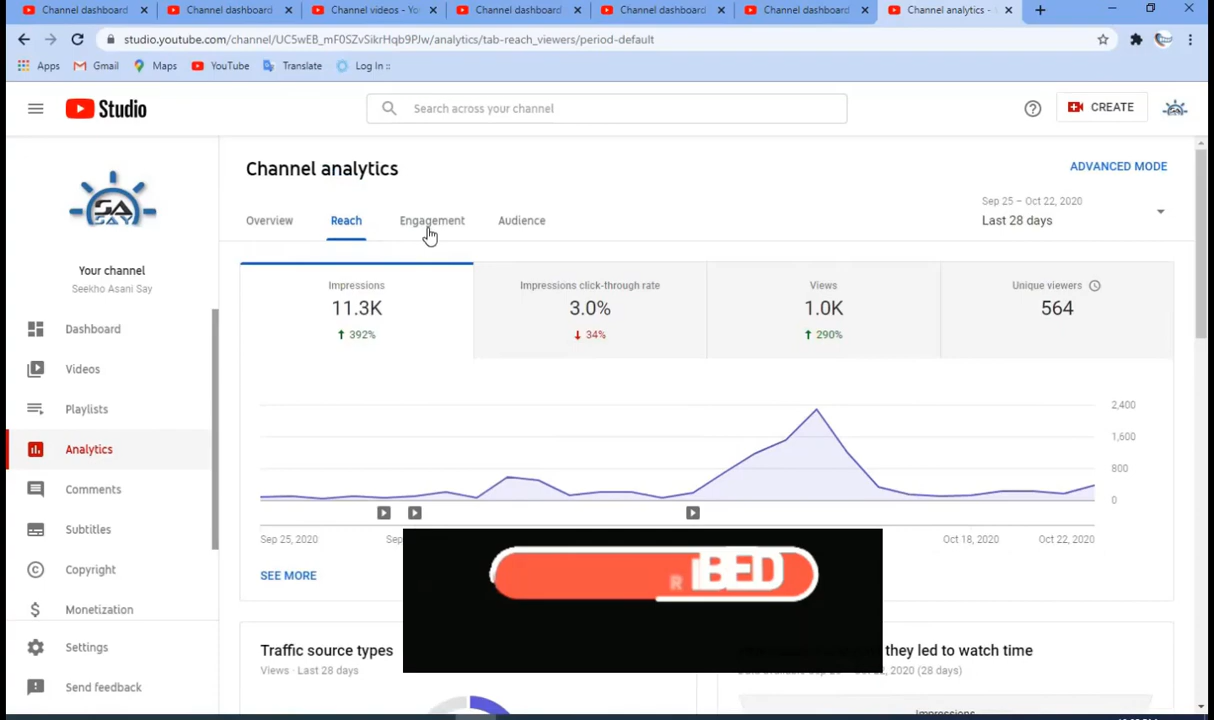 Channel dashboard
Channel dashboard
Channel videos - Yo
Channel dashboard
Channel dashboard
Channel dashboard
Channel analytics -
studio.youtube.com/channel/UC5wEB_mF0SZvSikrHqb9PJw/analytics/tab-reach_viewers/period-default
Apps Gmail Maps YouTube Translate Log In ::
Studio
Search across your channel
CREATE
Channel analytics
ADVANCED MODE
Overview Reach Engagement Audience
Sep 25 – Oct 22, 2020
Last 28 days
SAY
Your channel
Seekho Asani Say
Dashboard
Videos
Playlists
Analytics
Comments
Subtitles
Copyright
Monetization
Settings
Send feedback
Impressions
11.3K
392%
Impressions click-through rate
3.0%
34%
Views
1.0K
290%
Unique viewers
564
2,400
1,600
800
0
Sep 25, 2020
Oct 18, 2020
Oct 22, 2020
SEE MORE
BED
Traffic source types
Views · Last 28 days
they led to watch time
2, 2020 (28 days)
Impressions